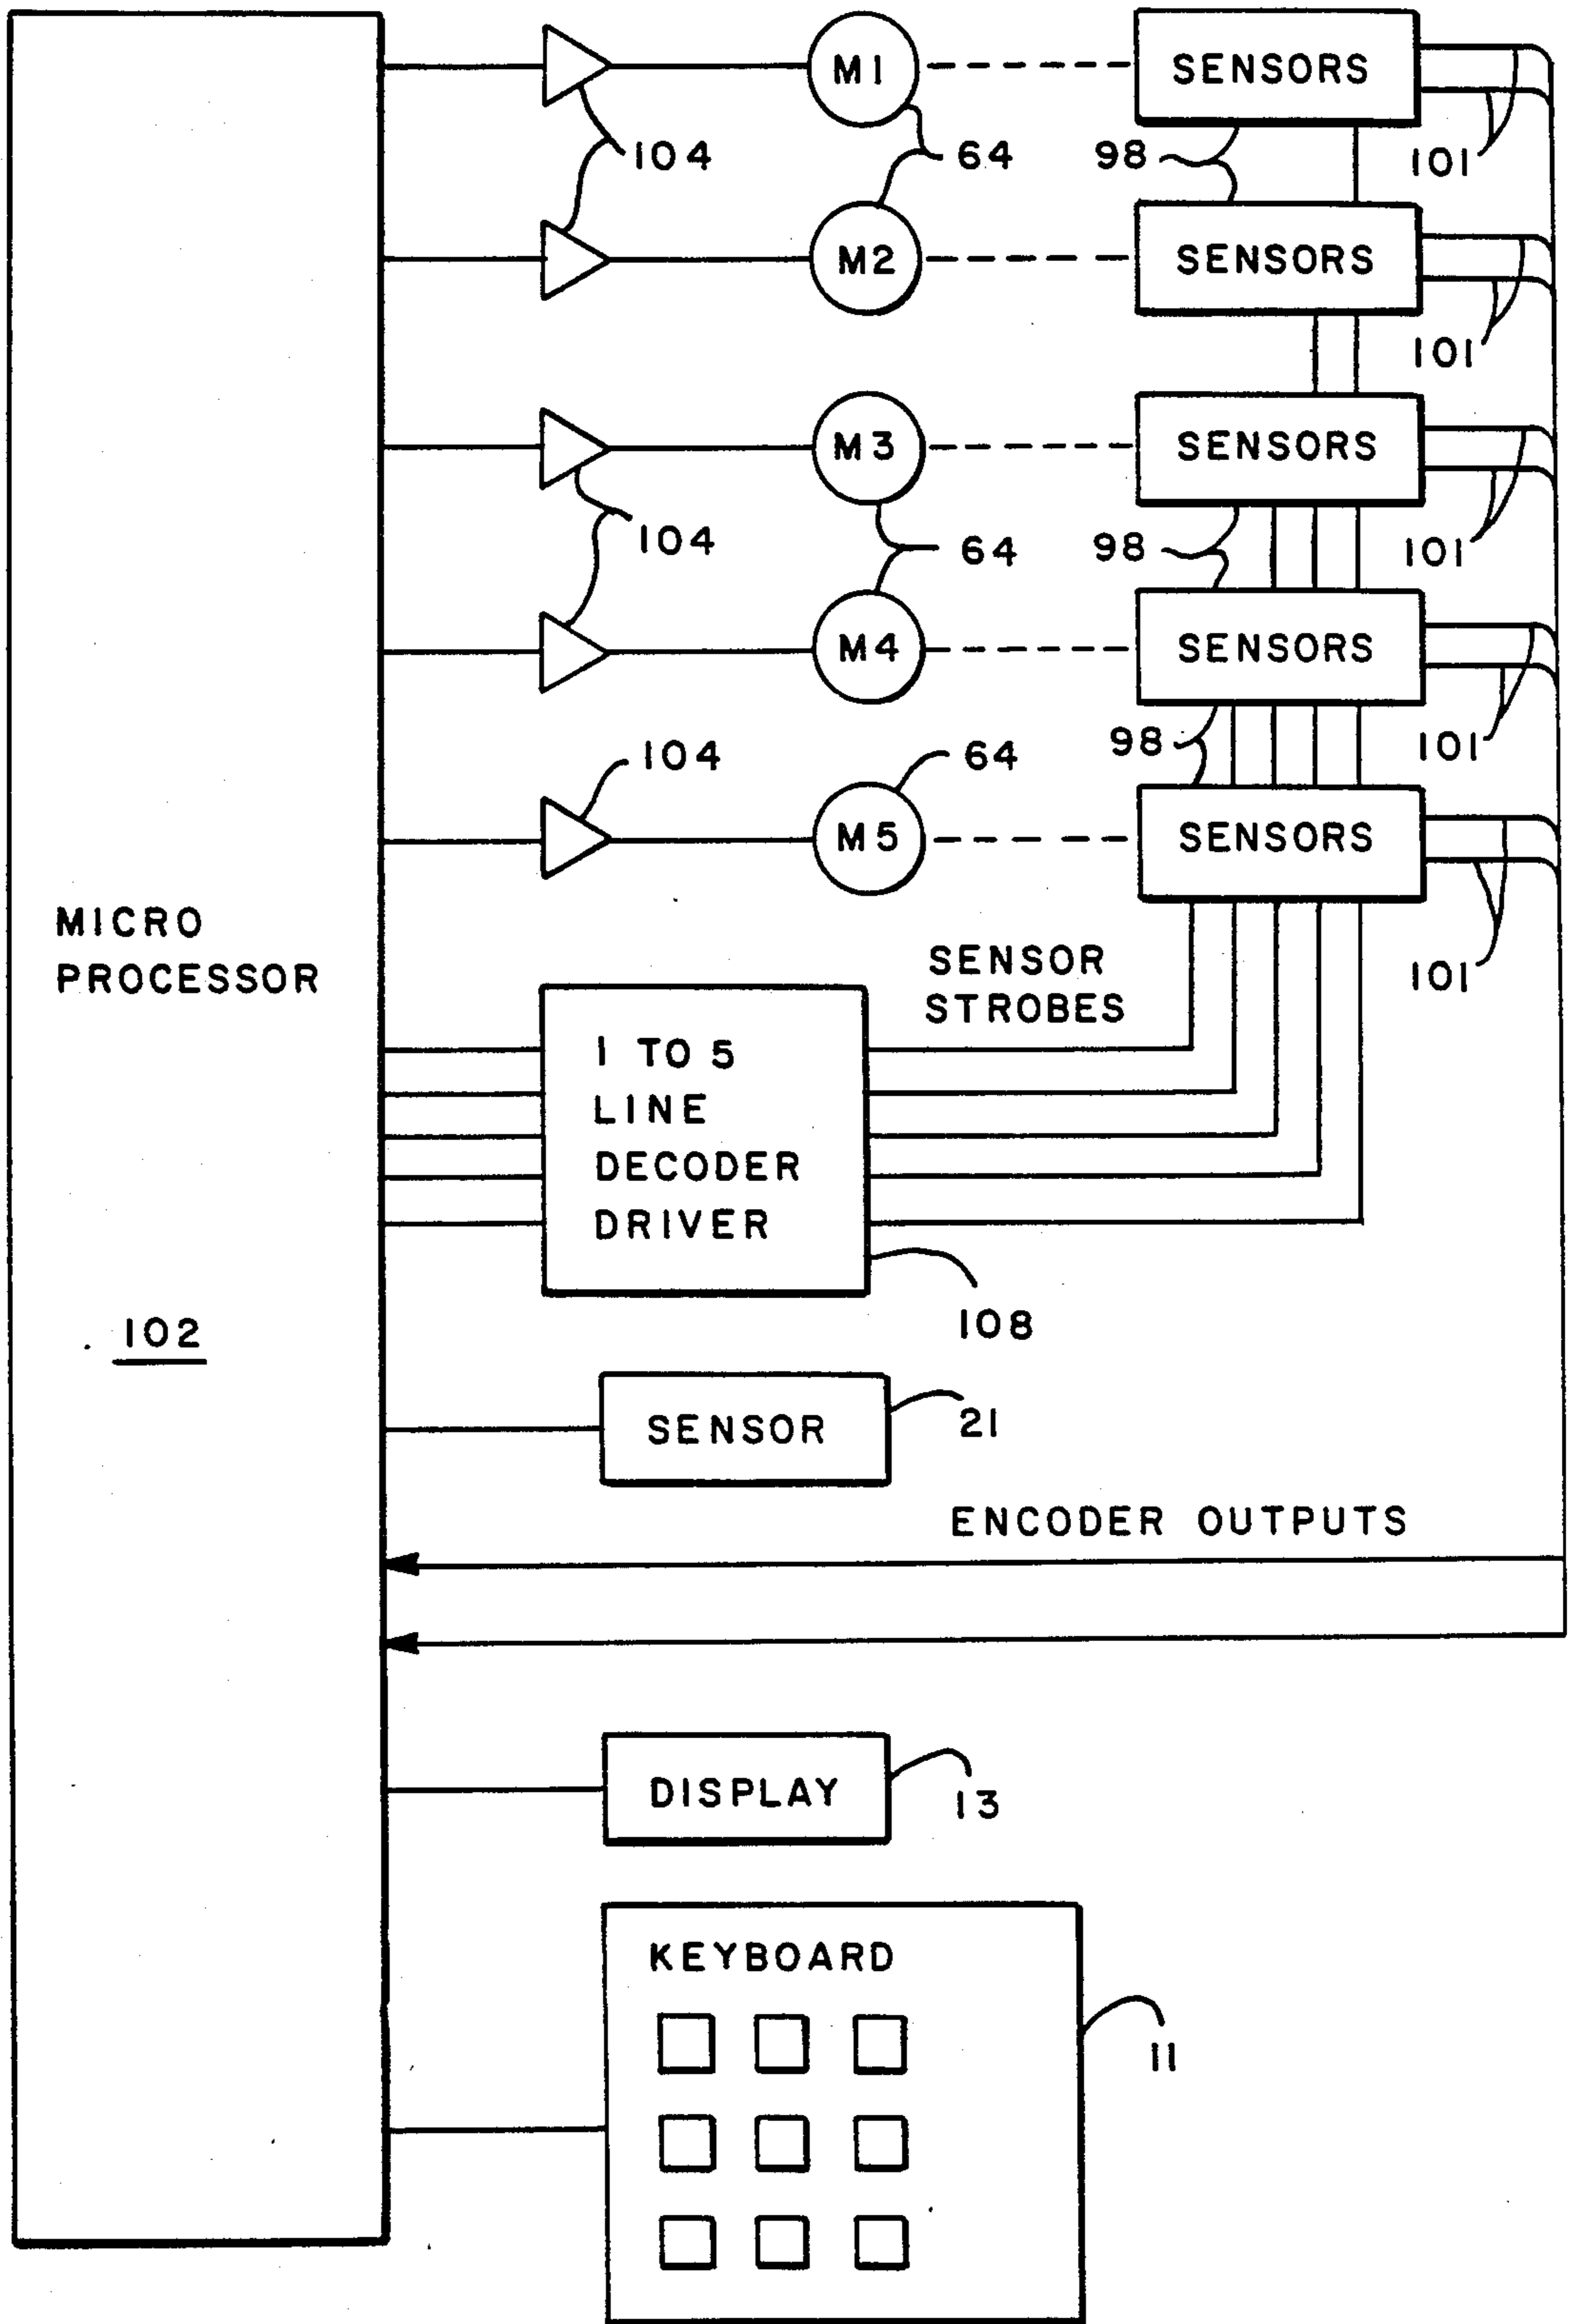 M1
SENSORS
104
64
98
101
M2
SENSORS
101
M3
SENSORS
104
64
98
101
M4
SENSORS
98
101
104
64
M5
SENSORS
101
MICRO
PROCESSOR
SENSOR
STROBES
1 TO 5
LINE
DECODER
DRIVER
108
102
SENSOR
21
ENCODER OUTPUTS
DISPLAY
13
KEYBOARD
11